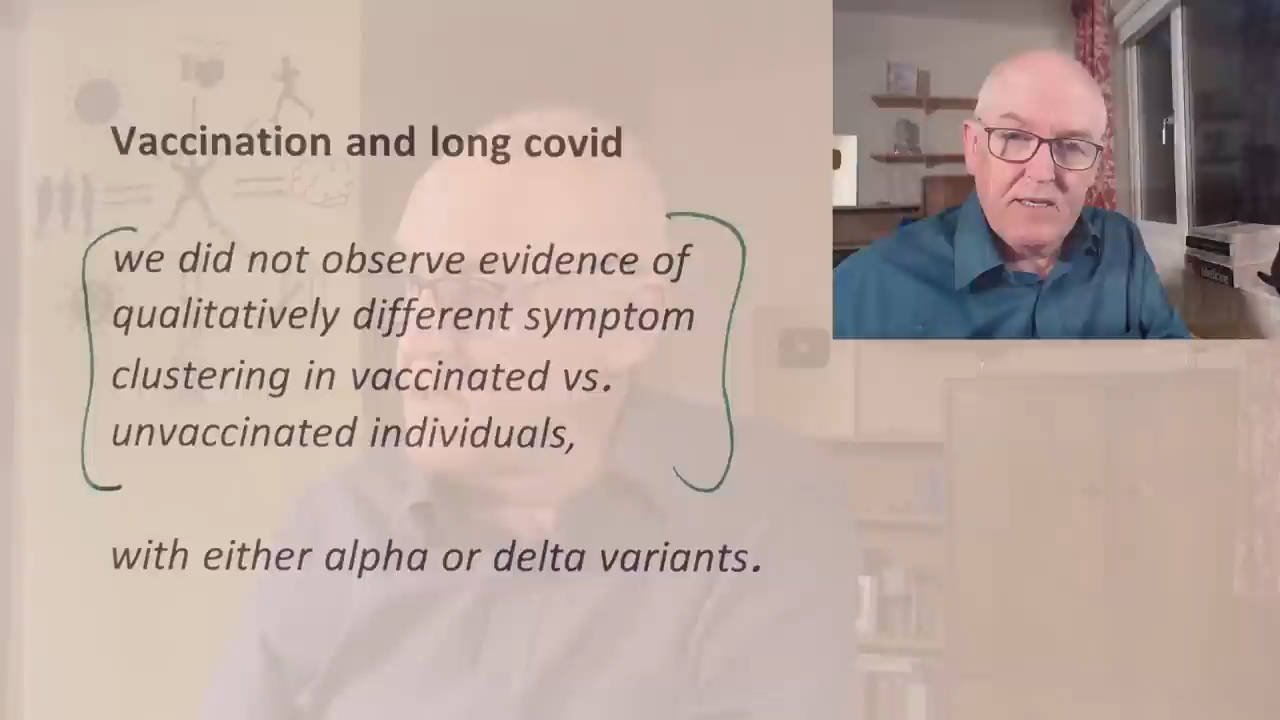 Vaccination and long covid
we did not observe evidence of
qualitatively different symptom
clustering in vaccinated vs.
unvaccinated individuals,
with either alpha or delta variants.
Medicine